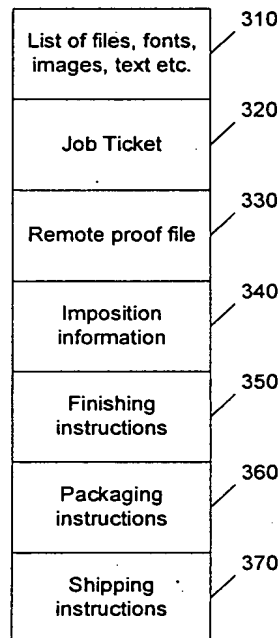 List of files, fonts,
images, text etc.
310
Job Ticket
320
Remote proof file
330
Imposition
information
340
Finishing
instructions
350
Packaging
instructions
360
Shipping
instructions
370